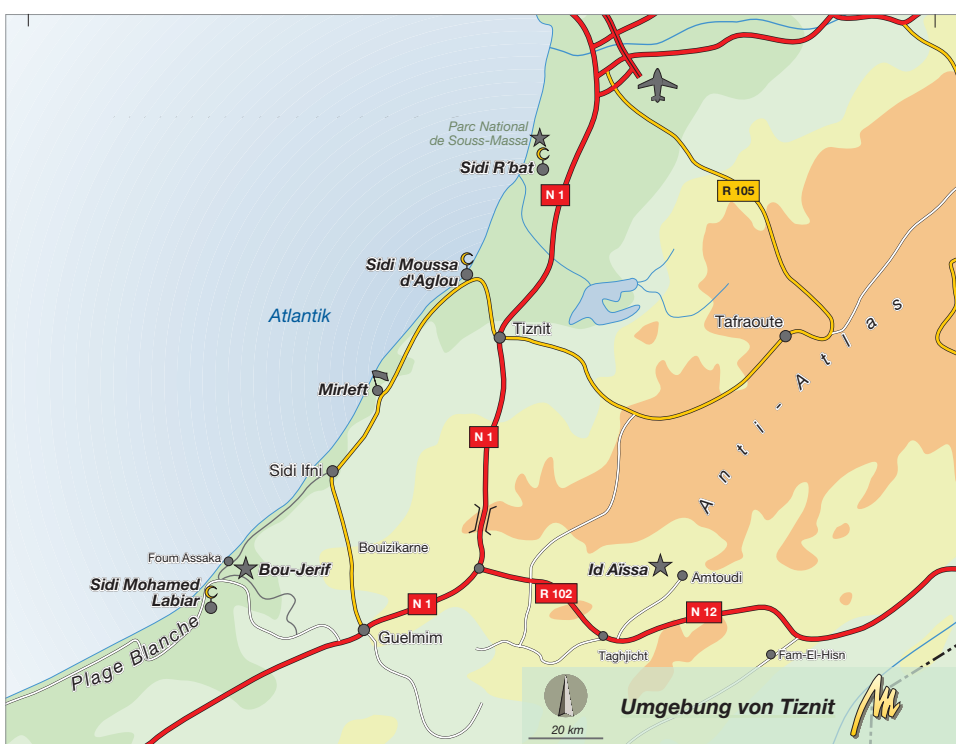 Parc National
de Souss-Massa
Sidi R´bat
N 1
R 105
Sidi Moussa
d'Aglou
Atlantik
Tiznit
Tafraoute
Anti-Atlas
Mirleft
N 1
Sidi Ifni
Bouizikarne
Foum Assaka
Bou-Jerif
Id Aïssa
Amtoudi
Sidi Mohamed
Labiar
N 1
R 102
N 12
Plage Blanche
Guelmim
Taghjicht
Fam-El-Hisn
Umgebung von Tiznit
20 km